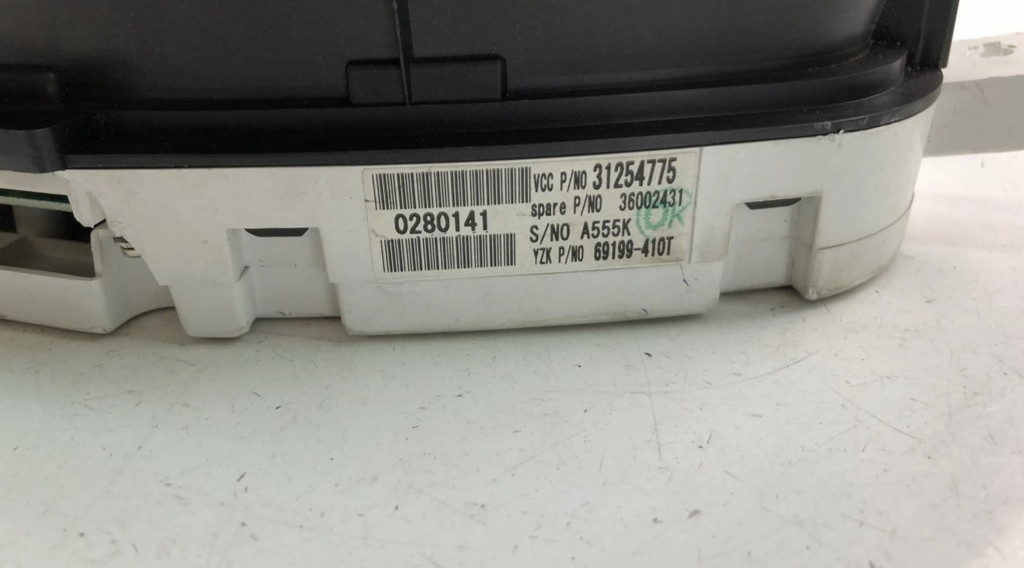 VCC P/NO 31254775
spare P/NO 36002431
0280141
S/NO A555K
OK
YZK P/NO 69199-410T